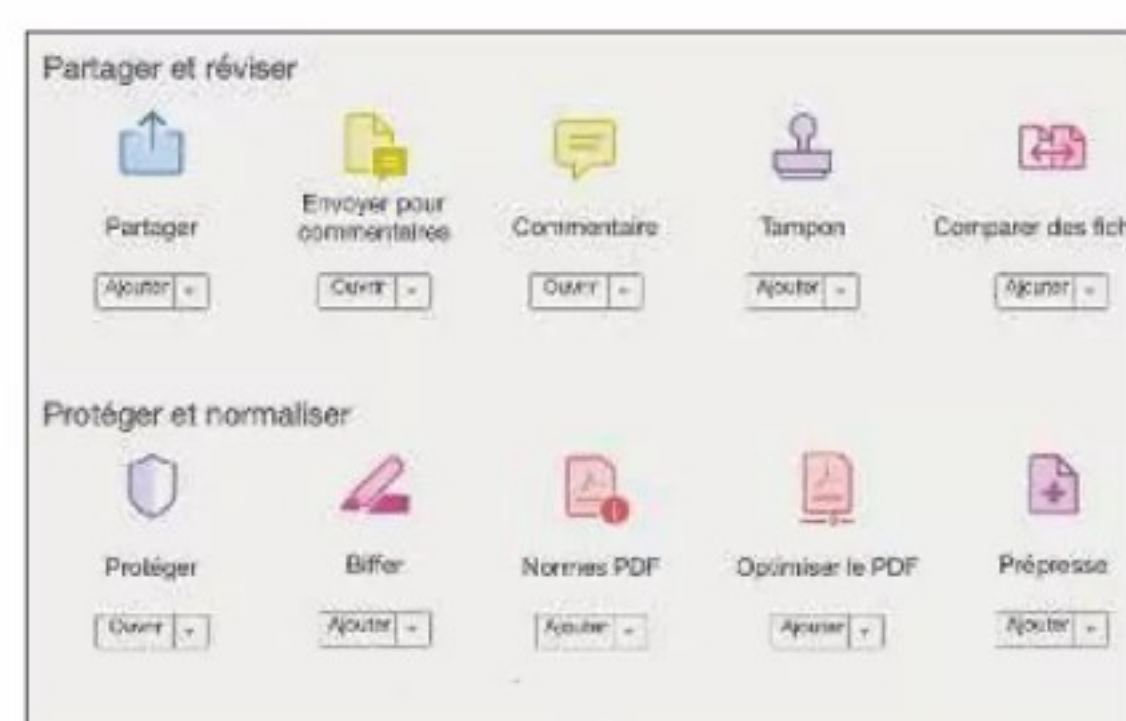 Partager et réviser
Partager
Envoyer pour
commentaires
Commentaire
Tampon
Comparer des fich
Ajouter
Ouvrir
Ouvrir
Ajouter
Ajouter
Protéger et normaliser
Protéger
Biffer
Normes PDF
Optimiser le PDF
Prépresse
Ouvrir
Ajouter
Ajouter
Ajouter
Ajouter